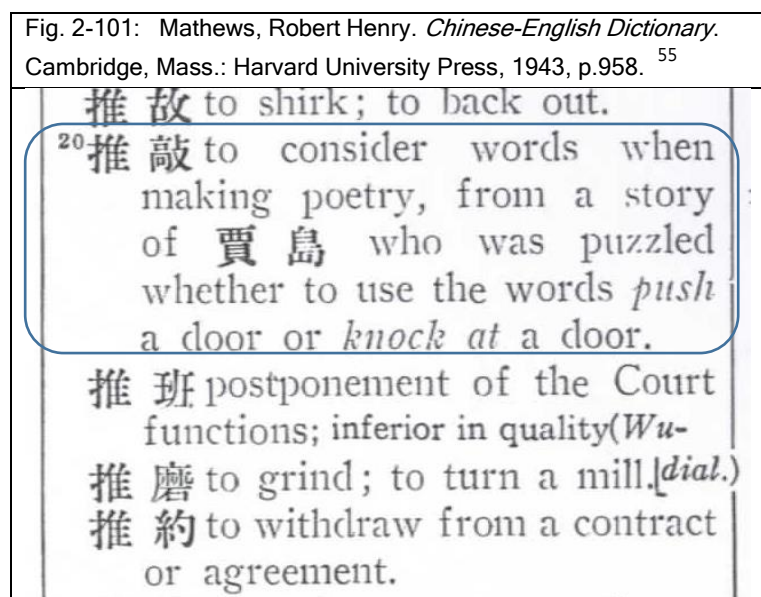 Fig. 2-101: Mathews, Robert Henry. Chinese-English Dictionary.
Cambridge, Mass.: Harvard University Press, 1943, p.958. 55
推 故 to shirk; to back out.
20推 敲 to consider words when
making poetry, from a story
of 賈 島 who was puzzled
whether to use the words push
a door or knock at a door.
推 班 postponement of the Court
functions; inferior in quality(Wu-
推 磨 to grind; to turn a mill.[dial.)
推 約 to withdraw from a contract
or agreement.